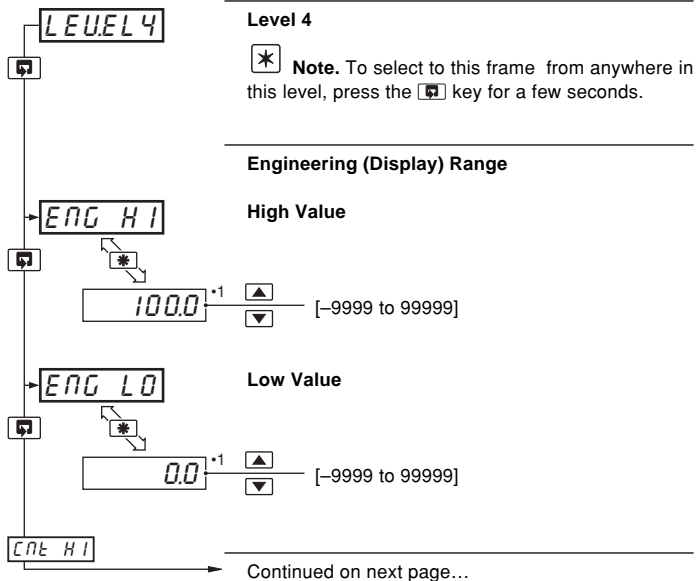 LEVEL 4
Level 4
* Note. To select to this frame from anywhere in
this level, press the key for a few seconds.
Engineering (Display) Range
ENG HI
High Value
*
100.0 •1
[–9999 to 99999]
ENG LO
Low Value
*
0.0 •1
[–9999 to 99999]
CNt HI
Continued on next page…